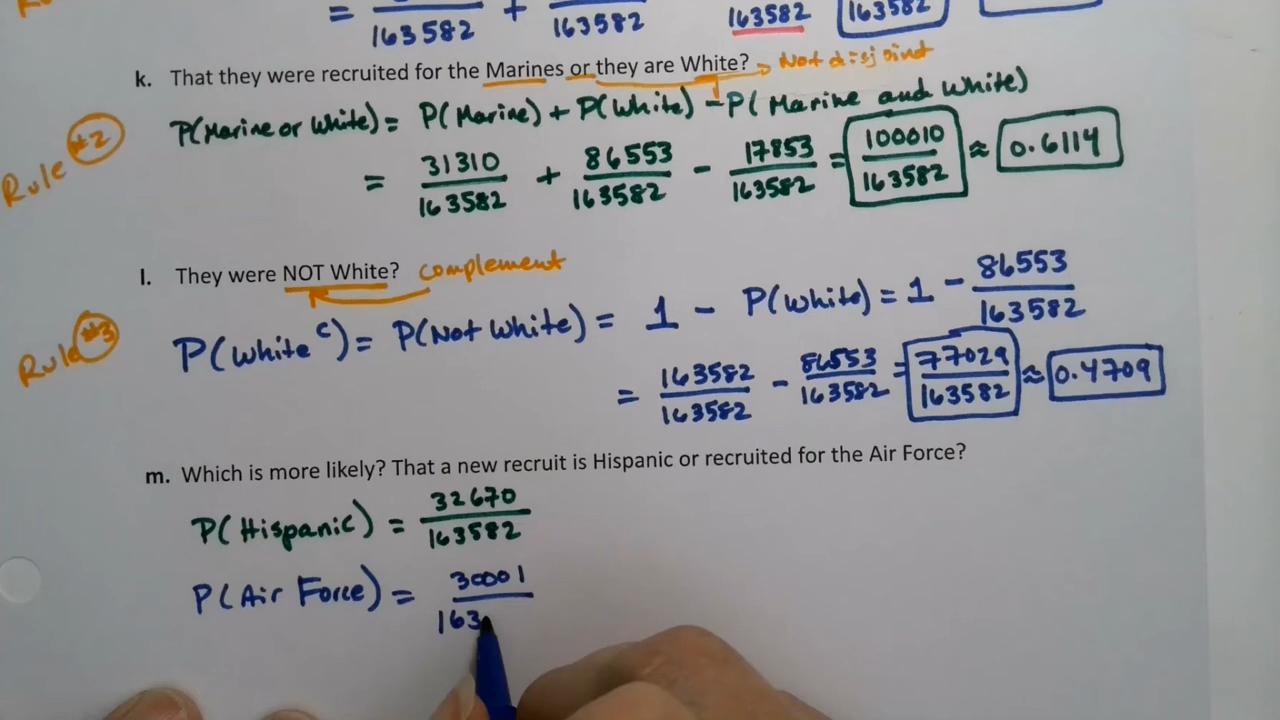 = — + —
163582 163582 163582 163582
k. That they were recruited for the Marines or they are White? Not disjoint
Rule #2
P(Marine or White) = P(Marine) + P(White) - P(Marine and White)
= 31310/163582 + 86553/163582 - 17853/163582 = 100010/163582 ≈ 0.6114
l. They were NOT White? complement
Rule #3
P(White^c) = P(Not White) = 1 - P(White) = 1 - 86553/163582
= 163582/163582 - 86553/163582 = 77029/163582 ≈ 0.4709
m. Which is more likely? That a new recruit is Hispanic or recruited for the Air Force?
P(Hispanic) = 32670/163582
P(Air Force) = 30001/163